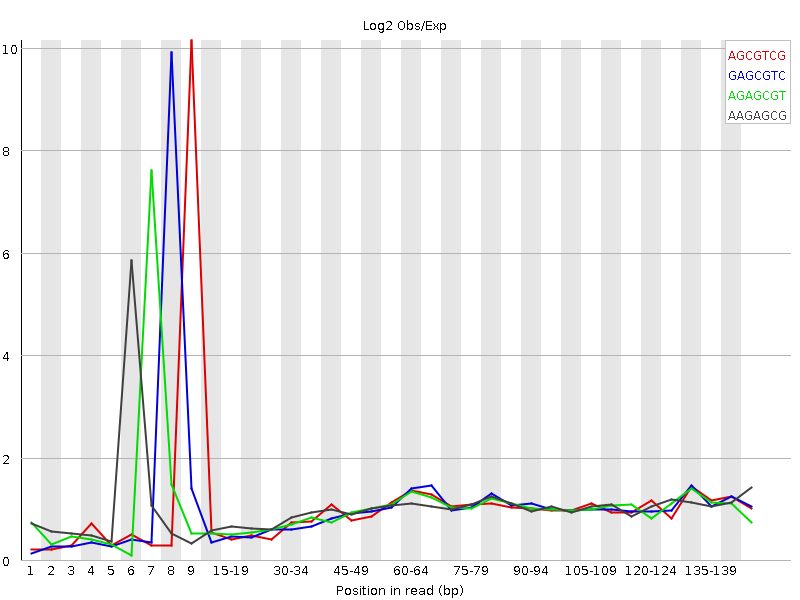 Log2 Obs/Exp
10
8
6
4
2
0
AGCGTCG
GAGCGTC
AGAGCGT
AAGAGCG
1 2 3 4 5 6 7 8 9 15-19 30-34 45-49 60-64 75-79 90-94 105-109 120-124 135-139
Position in read (bp)